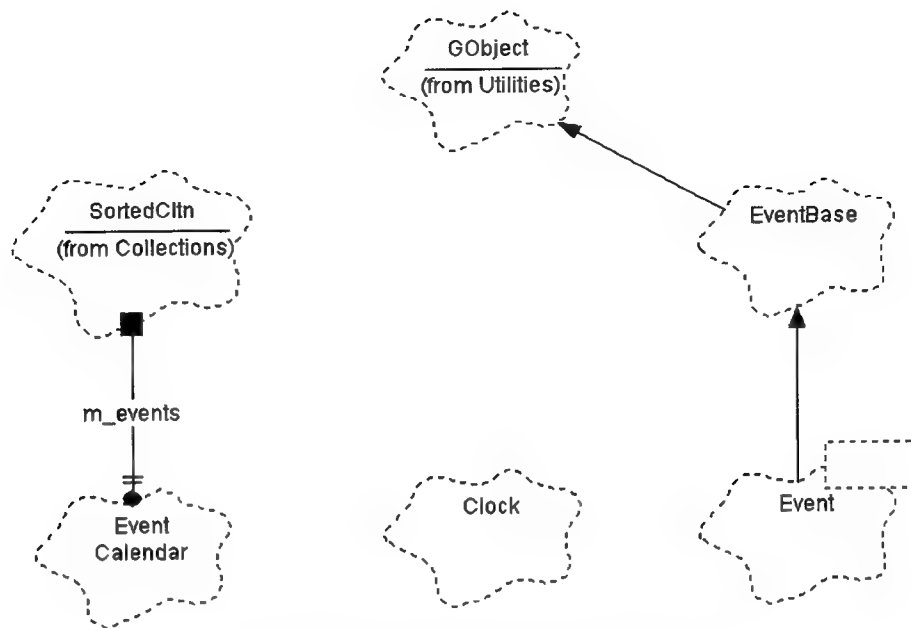 GObject
(from Utilities)
SortedCltn
(from Collections)
EventBase
m_events
Event
Calendar
Clock
Event